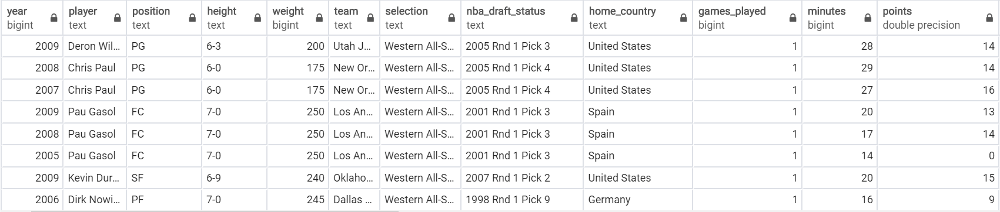 year player position height weight team selection nba_draft_status home_country games_played minutes points
bigint text text text bigint text text text text bigint bigint double precision
2009 Deron Wil... PG 6-3 200 Utah J... Western All-S... 2005 Rnd 1 Pick 3 United States 1 28 14
2008 Chris Paul PG 6-0 175 New Or... Western All-S... 2005 Rnd 1 Pick 4 United States 1 29 14
2007 Chris Paul PG 6-0 175 New Or... Western All-S... 2005 Rnd 1 Pick 4 United States 1 27 16
2009 Pau Gasol FC 7-0 250 Los An... Western All-S... 2001 Rnd 1 Pick 3 Spain 1 20 13
2008 Pau Gasol FC 7-0 250 Los An... Western All-S... 2001 Rnd 1 Pick 3 Spain 1 17 14
2005 Pau Gasol FC 7-0 250 Los An... Western All-S... 2001 Rnd 1 Pick 3 Spain 1 14 0
2009 Kevin Dur... SF 6-9 240 Oklaho... Western All-S... 2007 Rnd 1 Pick 2 United States 1 20 15
2006 Dirk Nowi... PF 7-0 245 Dallas ... Western All-S... 1998 Rnd 1 Pick 9 Germany 1 16 9